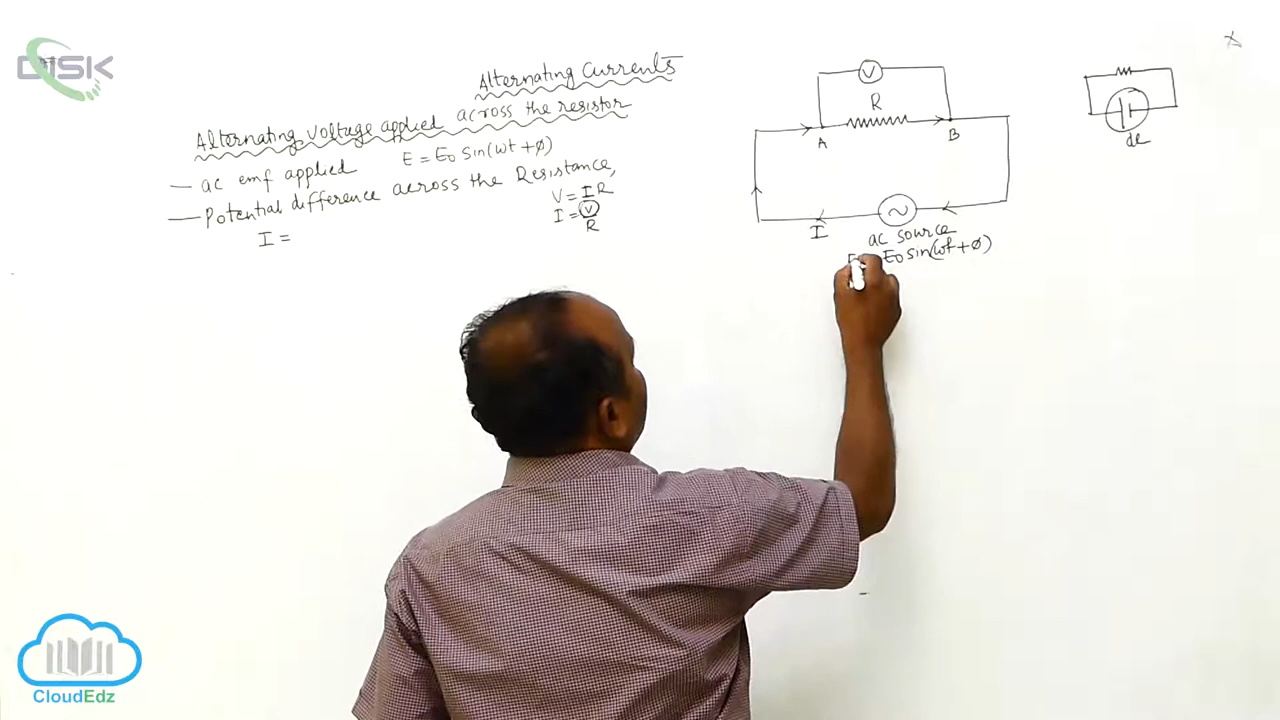 DISK
Alternating Currents
Alternating Voltage applied across the resistor
— ac emf applied E = E₀ Sin(ωt + ϕ)
— Potential difference across the Resistance,
V = I R
I = V/R
I =
V
R
A
B
I
ac source
E₀ sin(ωt + ϕ)
dc
CloudEdz